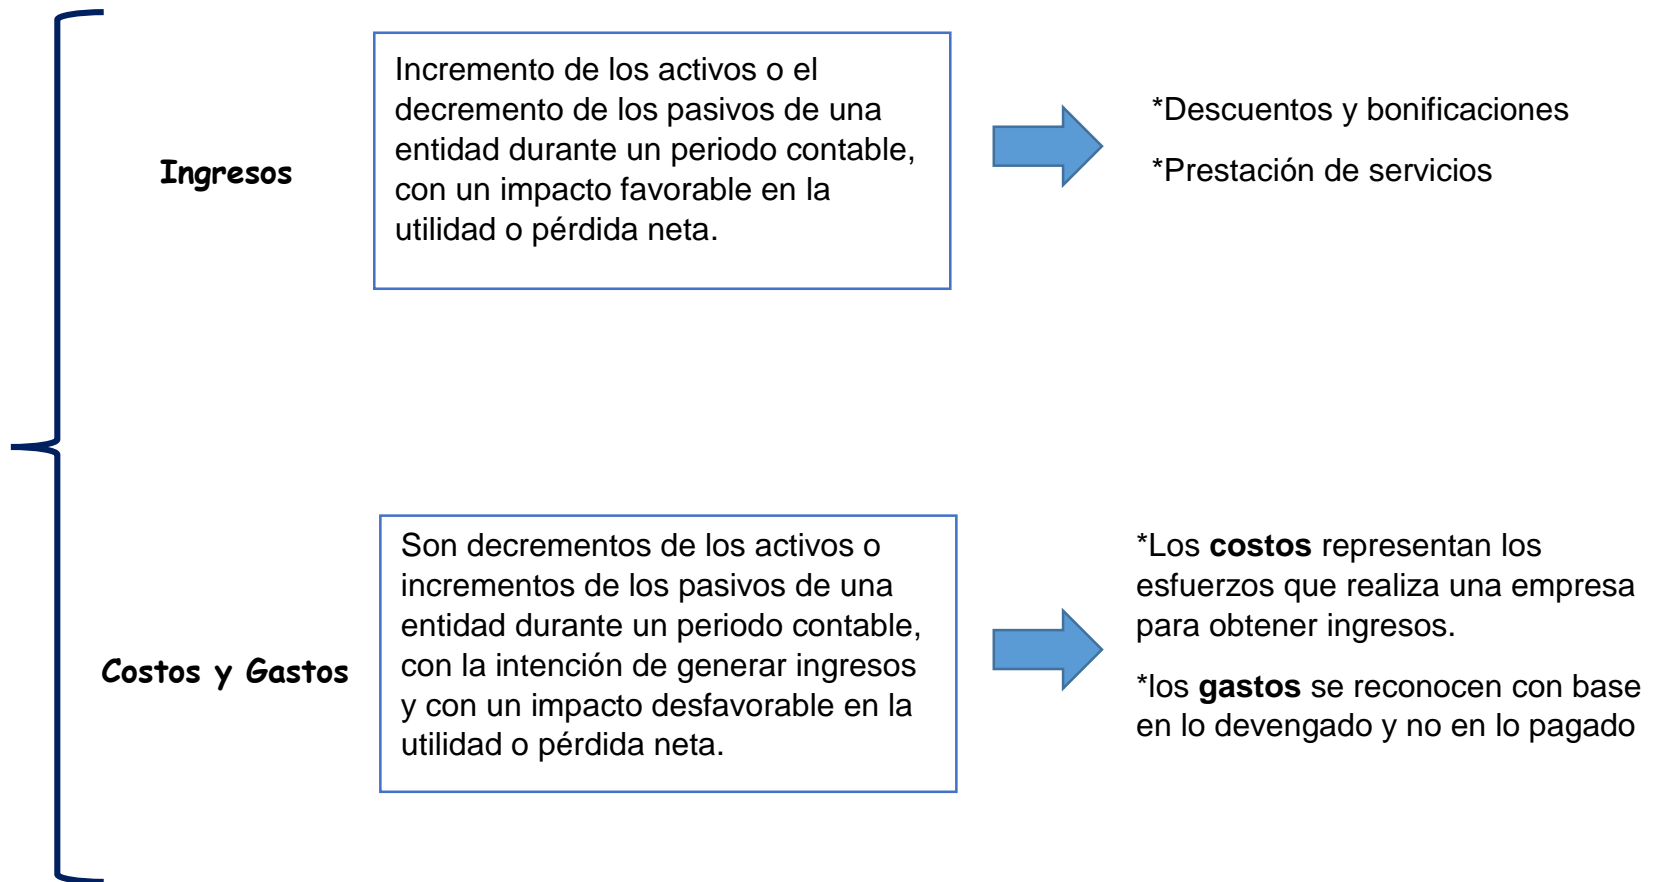 Ingresos
Incremento de los activos o el
decremento de los pasivos de una
entidad durante un periodo contable,
con un impacto favorable en la
utilidad o pérdida neta.
*Descuentos y bonificaciones
*Prestación de servicios
Costos y Gastos
Son decrementos de los activos o
incrementos de los pasivos de una
entidad durante un periodo contable,
con la intención de generar ingresos
y con un impacto desfavorable en la
utilidad o pérdida neta.
*Los costos representan los
esfuerzos que realiza una empresa
para obtener ingresos.
*los gastos se reconocen con base
en lo devengado y no en lo pagado